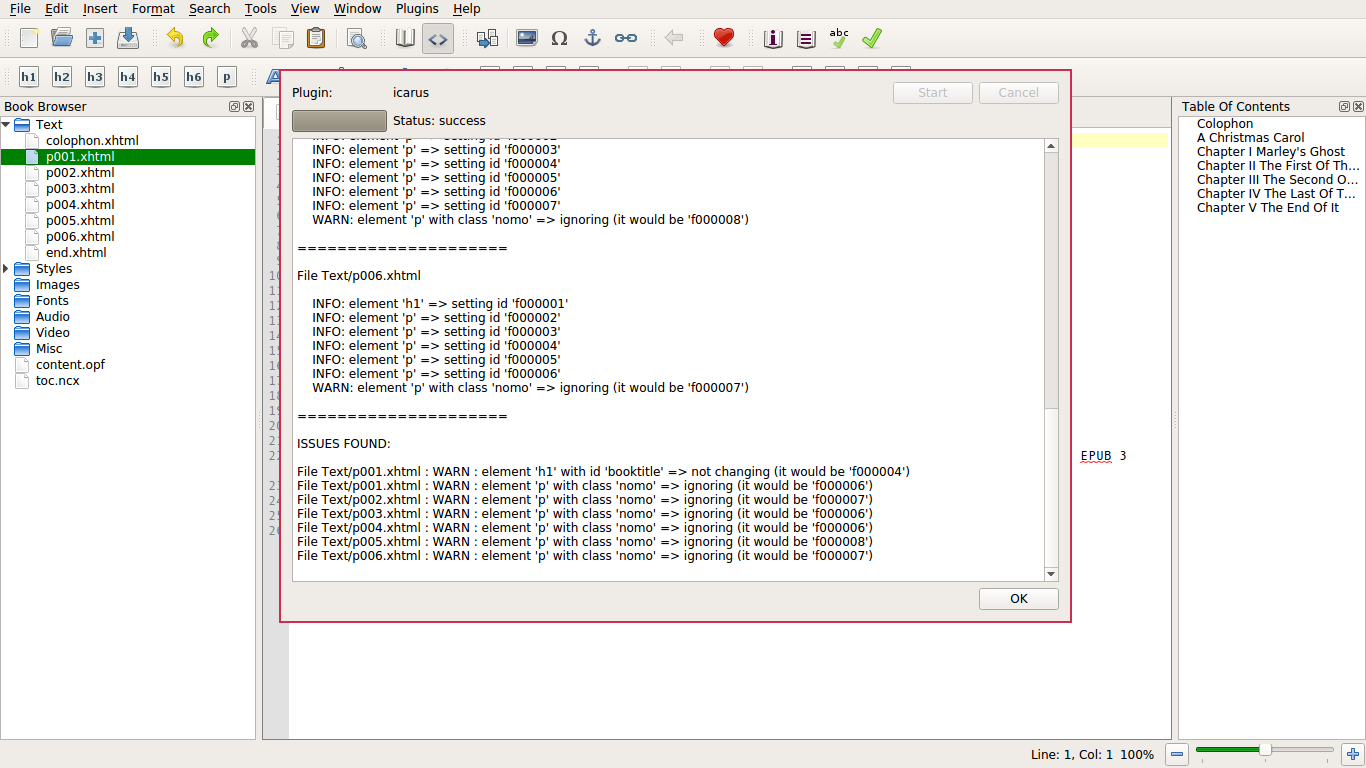 File Edit Insert Format Search Tools View Window Plugins Help
Ω
abc
h1 h2 h3 h4 h5 h6 p
Book Browser
Text
colophon.xhtml
p001.xhtml
p002.xhtml
p003.xhtml
p004.xhtml
p005.xhtml
p006.xhtml
end.xhtml
Styles
Images
Fonts
Audio
Video
Misc
content.opf
toc.ncx
Plugin: icarus
Start Cancel
Status: success
INFO: element 'p' => setting id 'f000003'
INFO: element 'p' => setting id 'f000004'
INFO: element 'p' => setting id 'f000005'
INFO: element 'p' => setting id 'f000006'
INFO: element 'p' => setting id 'f000007'
WARN: element 'p' with class 'nomo' => ignoring (it would be 'f000008')
=====================
File Text/p006.xhtml
INFO: element 'h1' => setting id 'f000001'
INFO: element 'p' => setting id 'f000002'
INFO: element 'p' => setting id 'f000003'
INFO: element 'p' => setting id 'f000004'
INFO: element 'p' => setting id 'f000005'
INFO: element 'p' => setting id 'f000006'
WARN: element 'p' with class 'nomo' => ignoring (it would be 'f000007')
=====================
ISSUES FOUND:
File Text/p001.xhtml : WARN : element 'h1' with id 'booktitle' => not changing (it would be 'f000004')
File Text/p001.xhtml : WARN : element 'p' with class 'nomo' => ignoring (it would be 'f000006')
File Text/p002.xhtml : WARN : element 'p' with class 'nomo' => ignoring (it would be 'f000007')
File Text/p003.xhtml : WARN : element 'p' with class 'nomo' => ignoring (it would be 'f000006')
File Text/p004.xhtml : WARN : element 'p' with class 'nomo' => ignoring (it would be 'f000006')
File Text/p005.xhtml : WARN : element 'p' with class 'nomo' => ignoring (it would be 'f000008')
File Text/p006.xhtml : WARN : element 'p' with class 'nomo' => ignoring (it would be 'f000007')
OK
EPUB 3
Table Of Contents
Colophon
A Christmas Carol
Chapter I Marley's Ghost
Chapter II The First Of Th...
Chapter III The Second O...
Chapter IV The Last Of T...
Chapter V The End Of It
Line: 1, Col: 1 100%